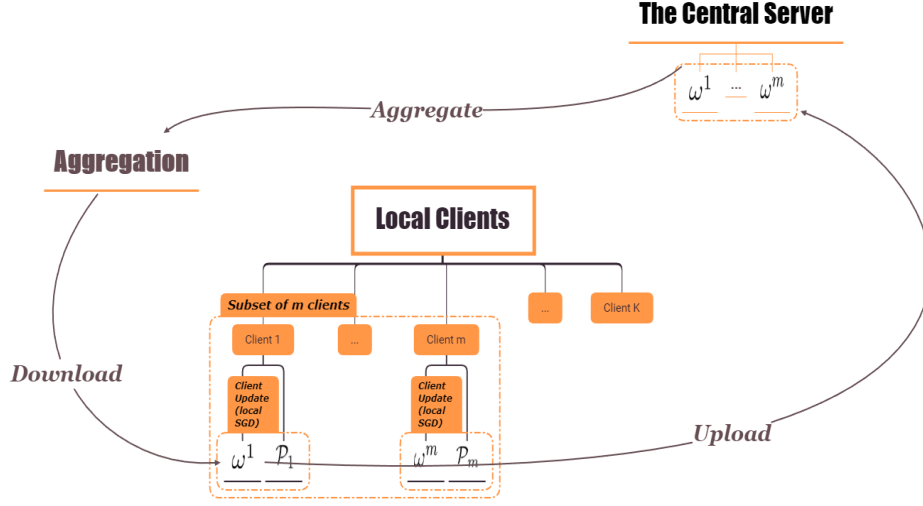 The Central Server
ω¹ ... ωᵐ
Aggregate
Aggregation
Local Clients
Subset of m clients
... Client K
Client 1 ... Client m
Download
Client
Update
(local
SGD)
Client
Update
(local
SGD)
Upload
ω¹ P₁ ωᵐ Pₘ